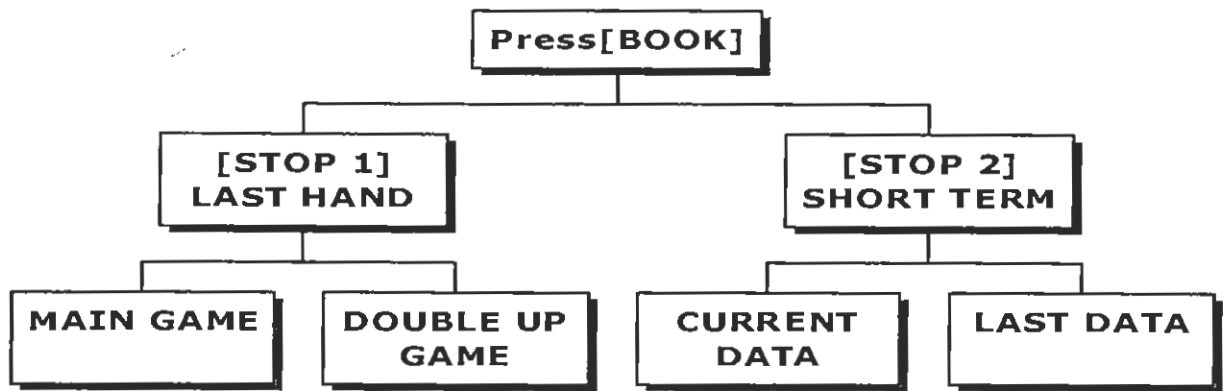 Press[BOOK]
[STOP 1]
LAST HAND
[STOP 2]
SHORT TERM
MAIN GAME
DOUBLE UP
GAME
CURRENT
DATA
LAST DATA